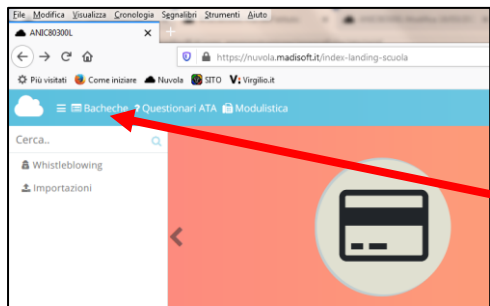 File Modifica Visualizza Cronologia Segnalibri Strumenti Aiuto
ANIC80300L
https://nuvola.madisoft.it/index-landing-scuola
Più visitati Come iniziare Nuvola SITO Virgilio.it
Bacheche ? Questionari ATA Modulistica
Cerca..
Whistleblowing
Importazioni